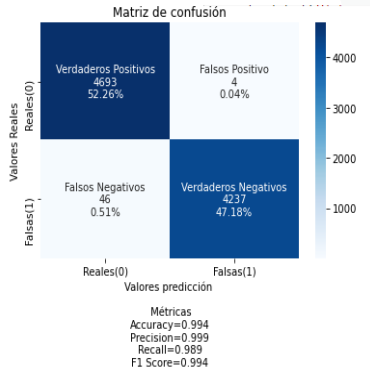 Matriz de confusión
Valores Reales
Reales(0)
Falsas(1)
Verdaderos Positivos
4693
52.26%
Falsos Positivo
4
0.04%
Falsos Negativos
46
0.51%
Verdaderos Negativos
4237
47.18%
Reales(0)
Falsas(1)
Valores predicción
4000
3000
2000
1000
Métricas
Accuracy=0.994
Precision=0.999
Recall=0.989
F1 Score=0.994